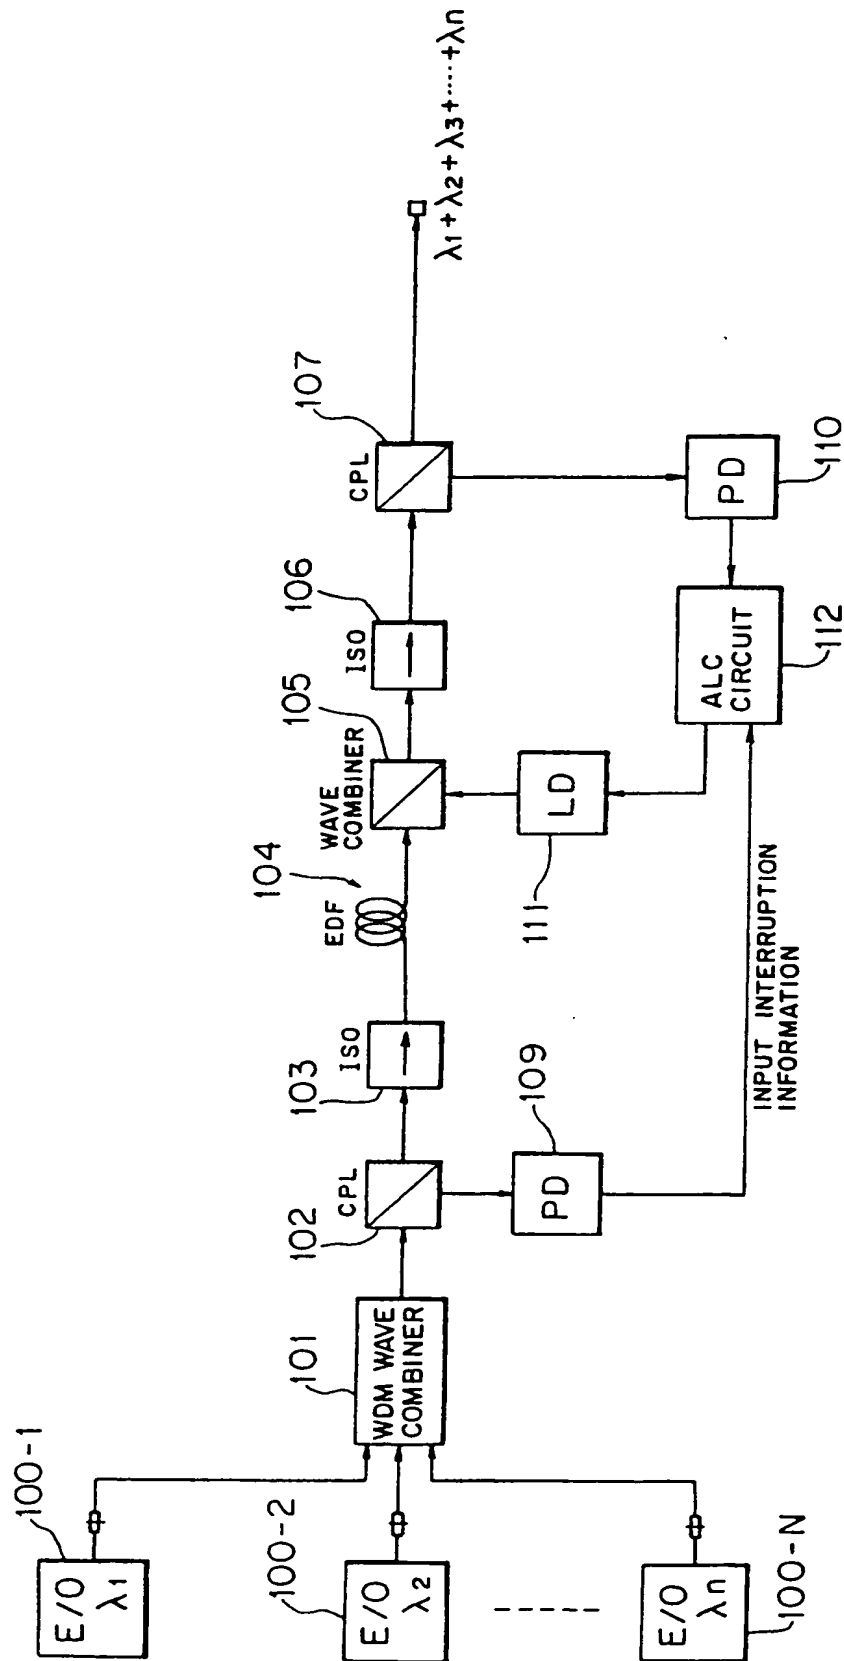 100-1
E/O
λ1
100-2
E/O
λ2
100-N
E/O
λn
101
WDM WAVE
COMBINER
102
CPL
103
ISO
104
EDF
WAVE
COMBINER
105
ISO
106
CPL
107
λ1+λ2+λ3+·····+λn
PD
109
LD
111
PD
110
ALC
CIRCUIT
112
INPUT INTERRUPTION
INFORMATION